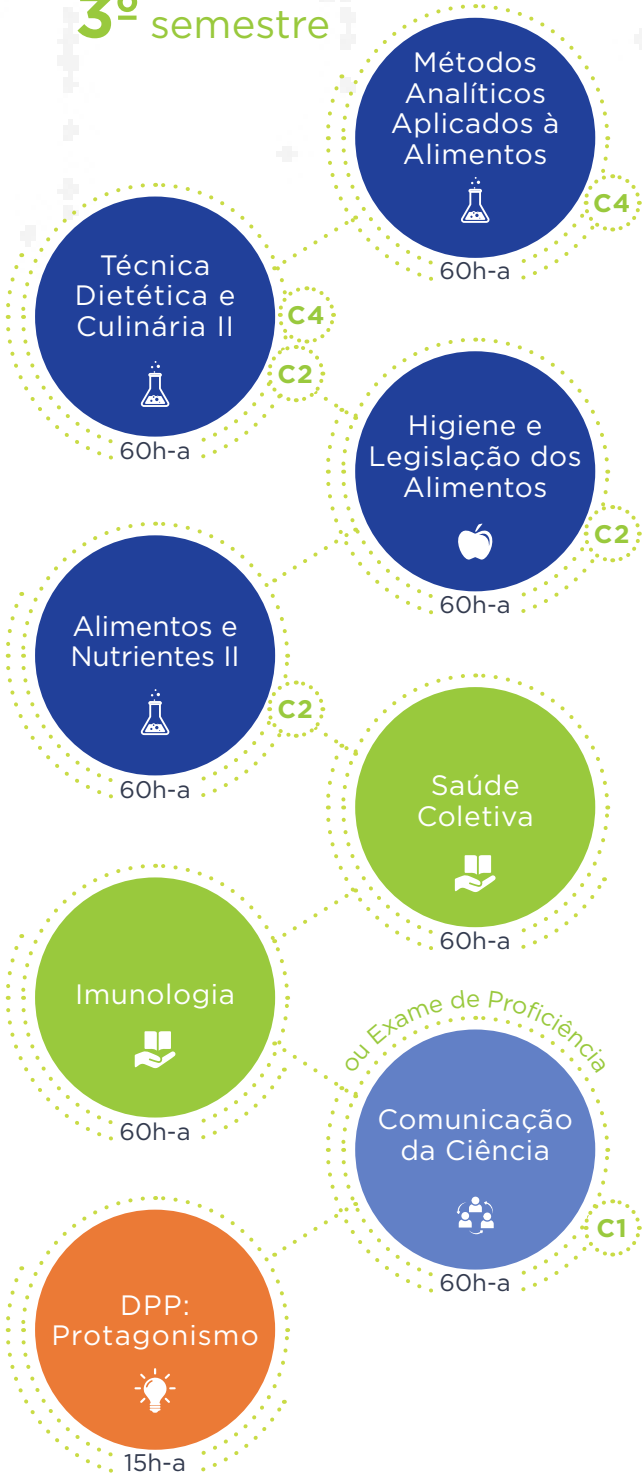 3º semestre
Métodos
Analíticos
Aplicados à
Alimentos
C4
60h-a
Técnica
Dietética e
Culinária II
C4
C2
60h-a
Higiene e
Legislação dos
Alimentos
C2
60h-a
Alimentos e
Nutrientes II
C2
60h-a
Saúde
Coletiva
60h-a
Imunologia
60h-a
ou Exame de Proficiência
Comunicação
da Ciência
C1
60h-a
DPP:
Protagonismo
15h-a